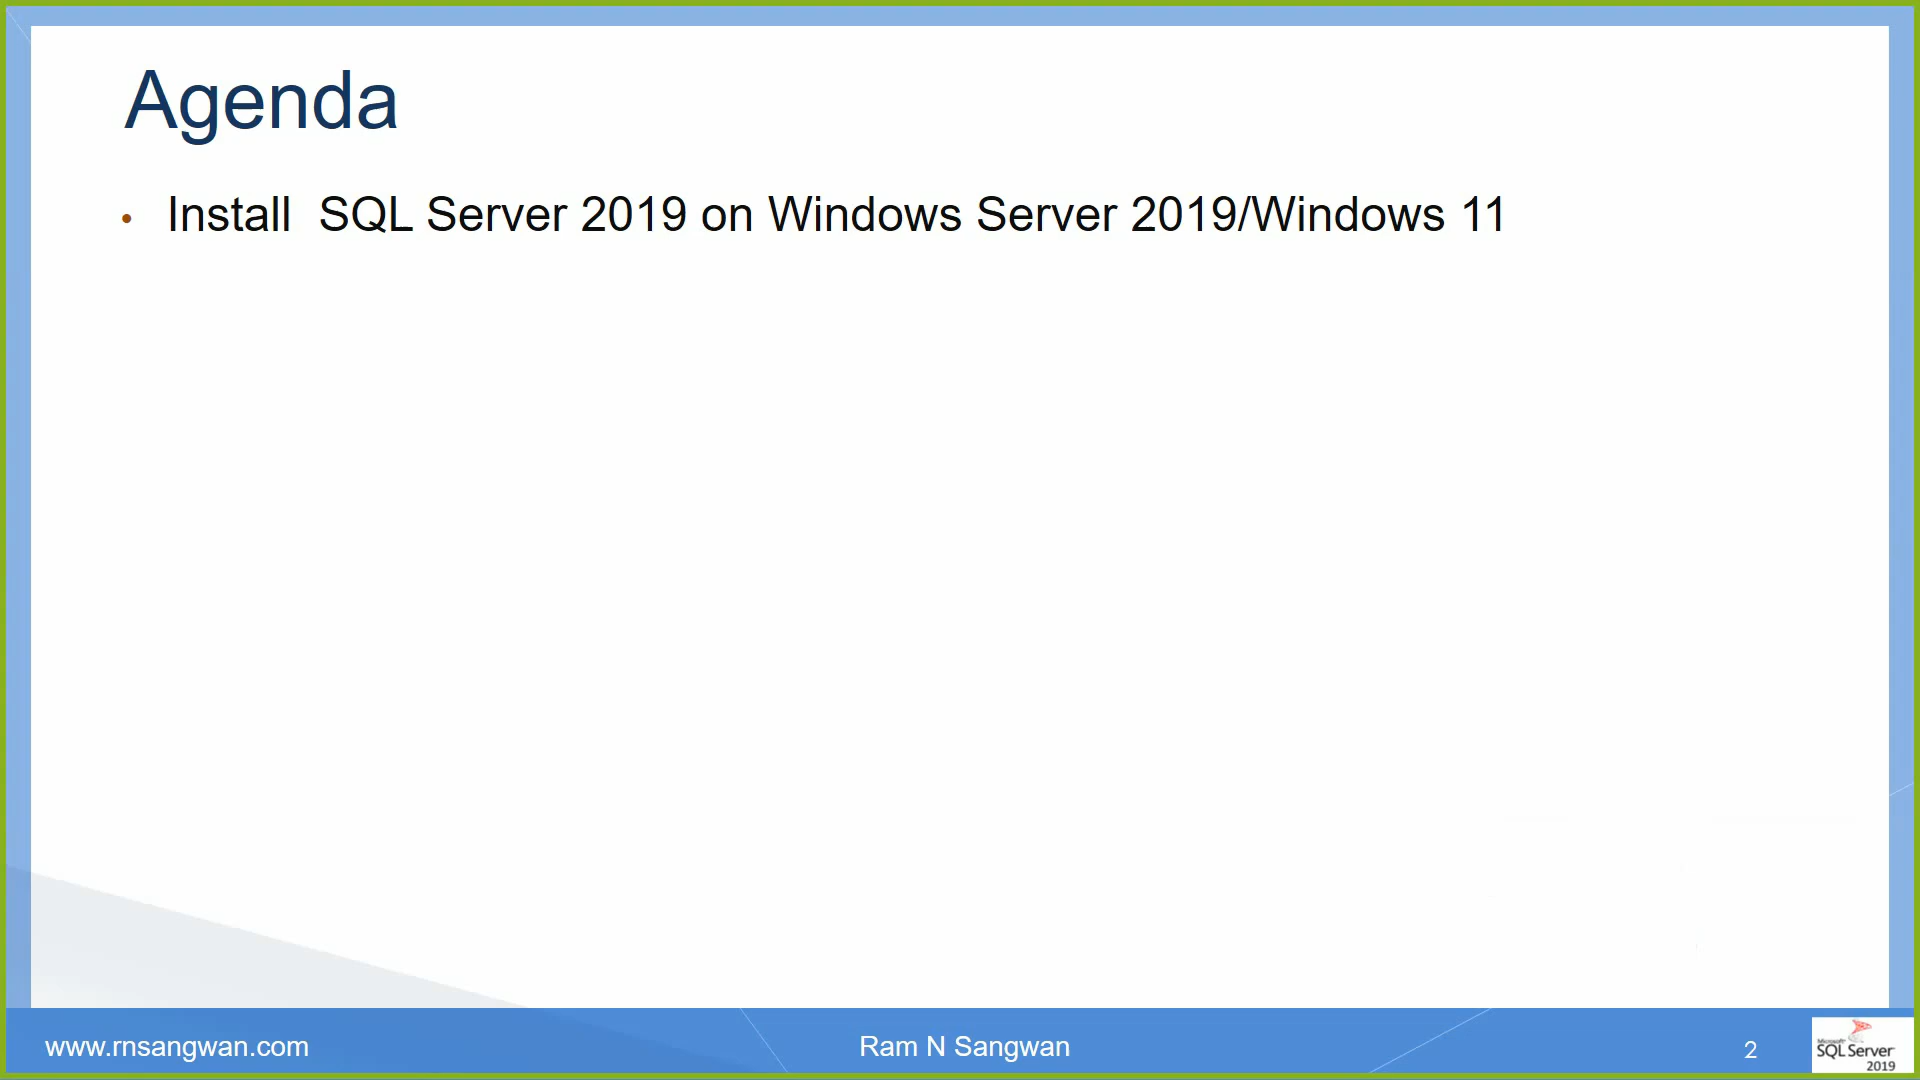 Agenda
• Install  SQL Server 2019 on Windows Server 2019/Windows 11
www.rnsangwan.com
Ram N Sangwan
2
Microsoft
SQL Server
2019